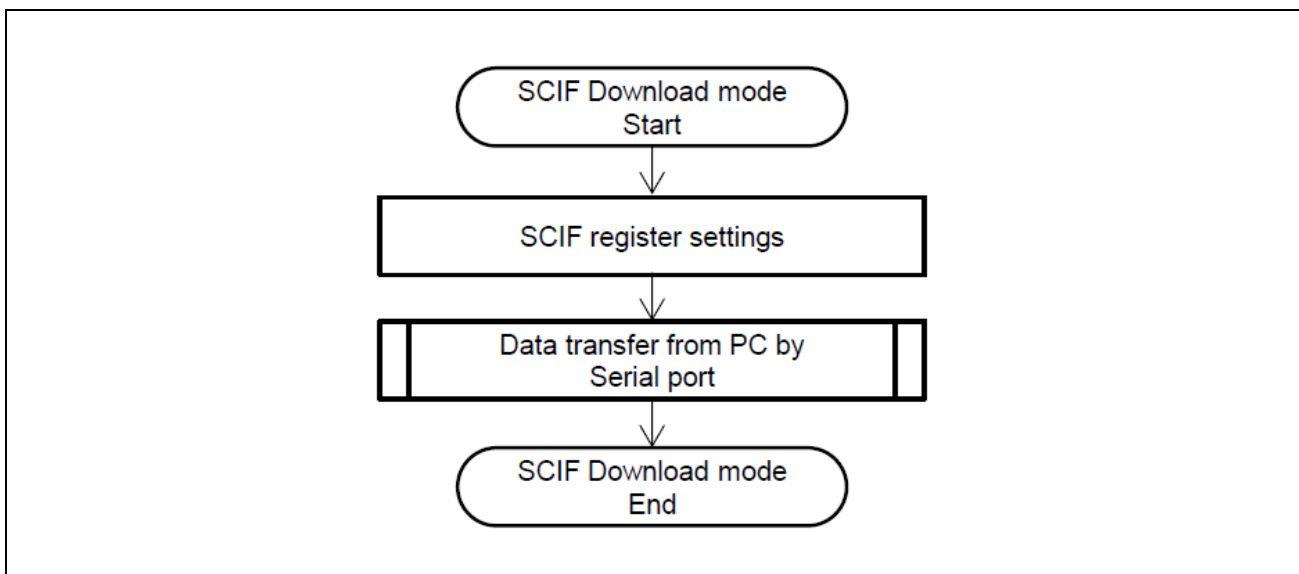 SCIF Download mode
Start
SCIF register settings
Data transfer from PC by
Serial port
SCIF Download mode
End